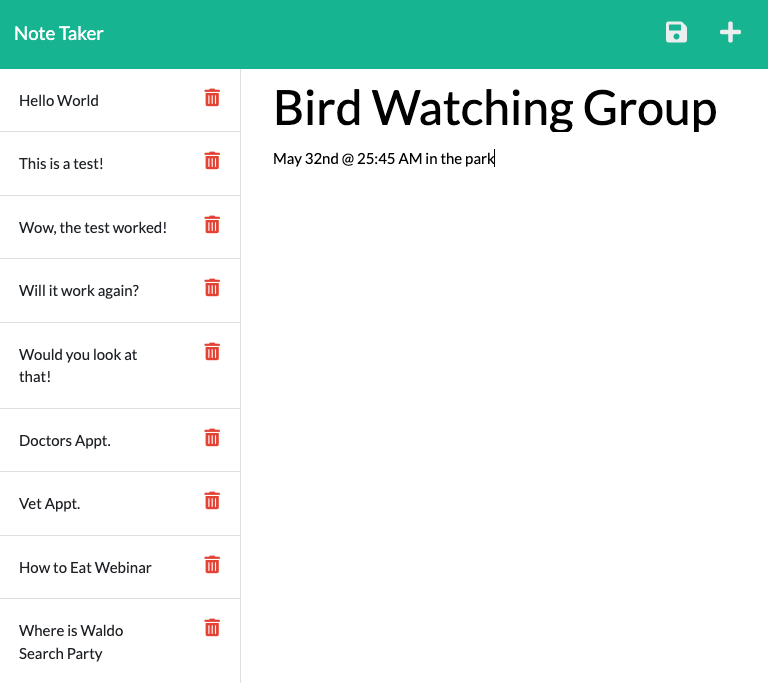 Note Taker
Hello World
This is a test!
Wow, the test worked!
Will it work again?
Would you look at
that!
Doctors Appt.
Vet Appt.
How to Eat Webinar
Where is Waldo
Search Party
Bird Watching Group
May 32nd @ 25:45 AM in the park